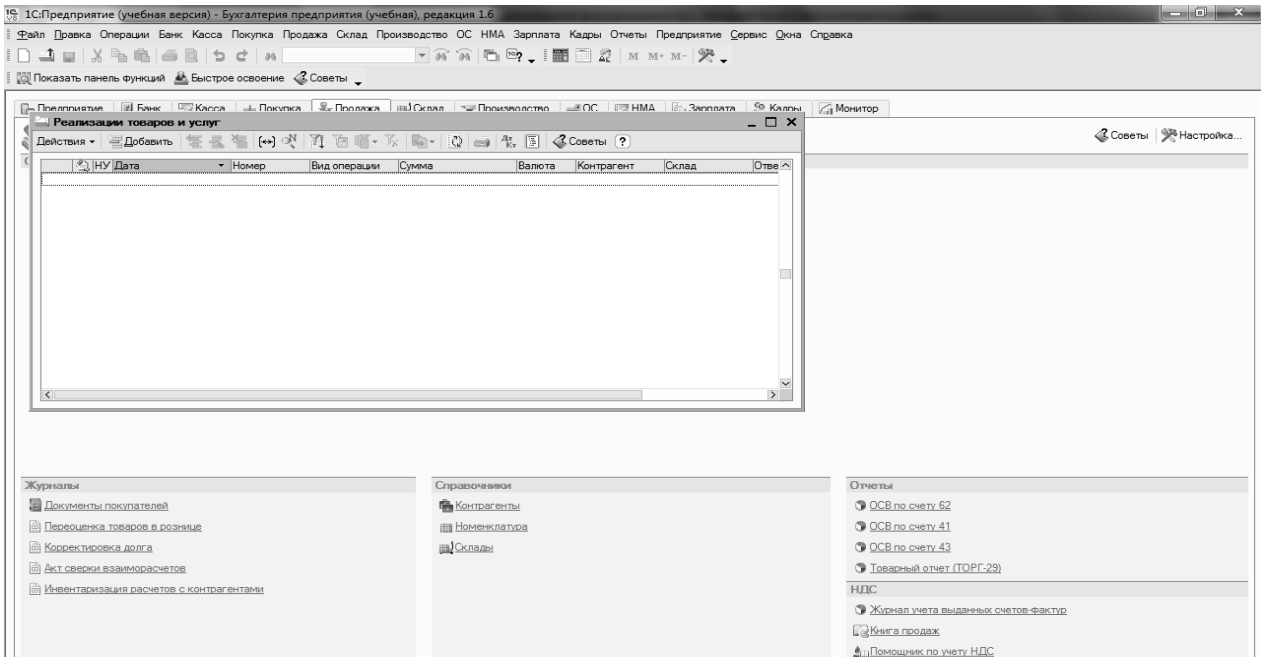 1С:Предприятие (учебная версия) - Бухгалтерия предприятия (учебная), редакция 1.6
Файл Правка Операции Банк Касса Покупка Продажа Склад Производство ОС НМА Зарплата Кадры Отчеты Предприятие Сервис Окна Справка
M M+ M-
Показать панель функций Быстрое освоение Советы
Предприятие Банк Касса Покупка Продажа Склад Производство ОС НМА Зарплата Кадры Монитор
Реализации товаров и услуг
Действия Добавить Советы ?
Советы Настройка...
НУ Дата Номер Вид операции Сумма Валюта Контрагент Склад Отве
Журналы Справочники Отчеты
Документы покупателей Контрагенты ОСВ по счету 62
Переоценка товаров в рознице Номенклатура ОСВ по счету 41
Корректировка долга Склады ОСВ по счету 43
Акт сверки взаиморасчетов Товарный отчет (ТОРГ-29)
Инвентаризация расчетов с контрагентами НДС
Журнал учета выданных счетов-фактур
Книга продаж
Помощник по учету НДС